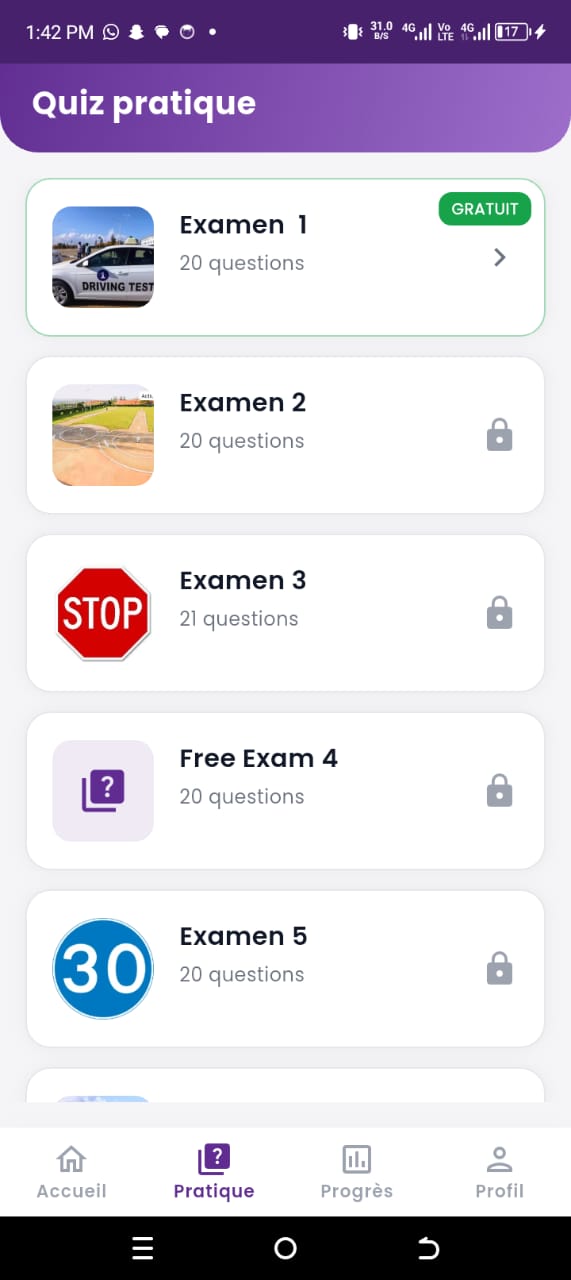 1:42 PM
31.0 B/S 4G Vo LTE 4G 17
Quiz pratique
GRATUIT
Examen 1
20 questions
DRIVING TEST
Examen 2
20 questions
Examen 3
21 questions
STOP
Free Exam 4
20 questions
?
Examen 5
20 questions
30
?
Accueil
Pratique
Progrès
Profil